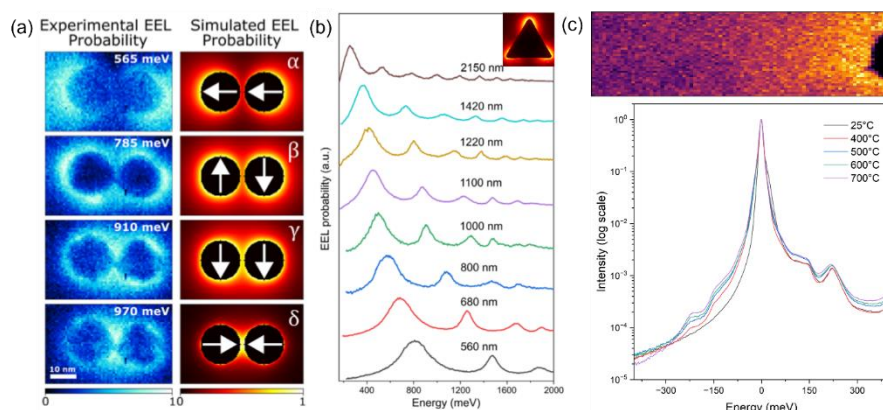 (a)
Experimental EEL
Probability
Simulated EEL
Probability
565 meV
α
785 meV
β
910 meV
γ
970 meV
δ
10 nm
0
10
1
(b)
2150 nm
1420 nm
1220 nm
1100 nm
1000 nm
800 nm
680 nm
560 nm
EEL probability (a.u.)
400 800 1200 1600 2000
Energy (meV)
(c)
25°C
400°C
500°C
600°C
700°C
Intensity (log scale)
10⁰
10⁻¹
10⁻²
10⁻³
10⁻⁴
10⁻⁵
−300 −150 0 150 300
Energy (meV)